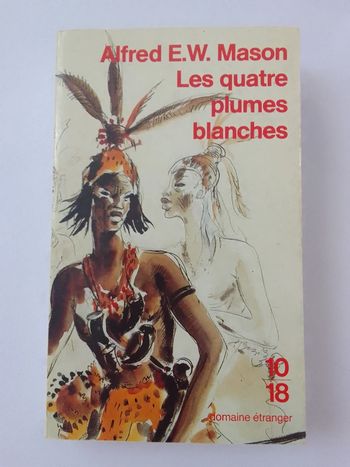 Alfred E.W. Mason
Les quatre
plumes
blanches
10
18
domaine étranger